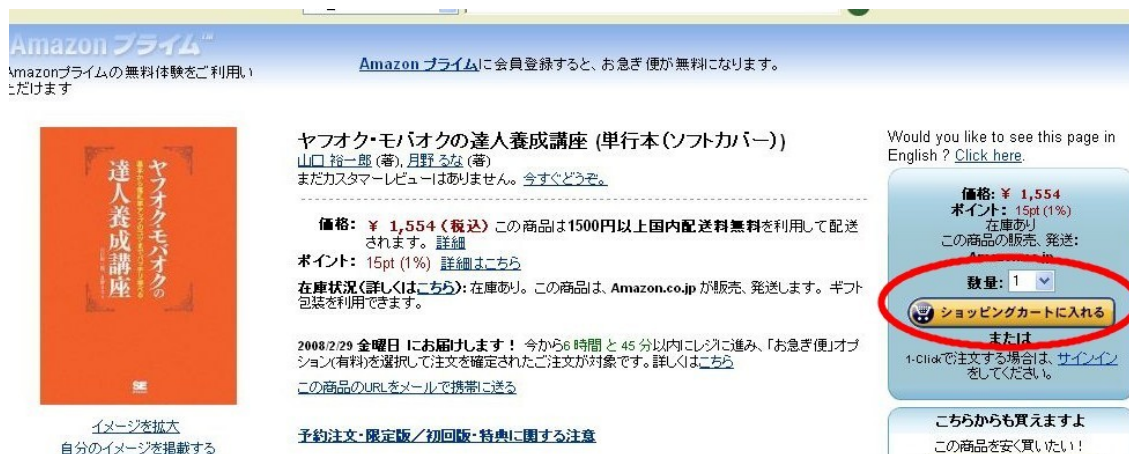 Amazon プライム
Amazonプライムの無料体験をご利用い
ただけます
Amazon プライムに会員登録すると、お急ぎ便が無料になります。
ヤフオク・モバオクの
達人養成講座
SE
イメージを拡大
自分のイメージを掲載する
ヤフオク・モバオクの達人養成講座 (単行本(ソフトカバー))
山口 裕一郎 (著), 月野 るな (著)
まだカスタマーレビューはありません。今すぐどうぞ。
価格: ¥ 1,554 (税込) この商品は1500円以上国内配送料無料を利用して配送
されます。 詳細
ポイント: 15pt (1%) 詳細はこちら
在庫状況(詳しくはこちら): 在庫あり。この商品は、Amazon.co.jp が販売、発送します。 ギフト
包装を利用できます。
2008/2/29 金曜日 にお届けします! 今から6 時間 と 45 分以内にレジに進み、「お急ぎ便」オプ
ション(有料)を選択して注文を確定されたご注文が対象です。詳しくはこちら
この商品のURLをメールで携帯に送る
予約注文・限定版/初回版・特典に関する注意
Would you like to see this page in
English ? Click here.
価格: ¥ 1,554
ポイント: 15pt (1%)
在庫あり
この商品の販売、発送:
Amazon.co.jp
数量: 1
ショッピングカートに入れる
または
1-Clickで注文する場合は、サインイン
をしてください。
こちらからも買えますよ
この商品を安く買いたい!